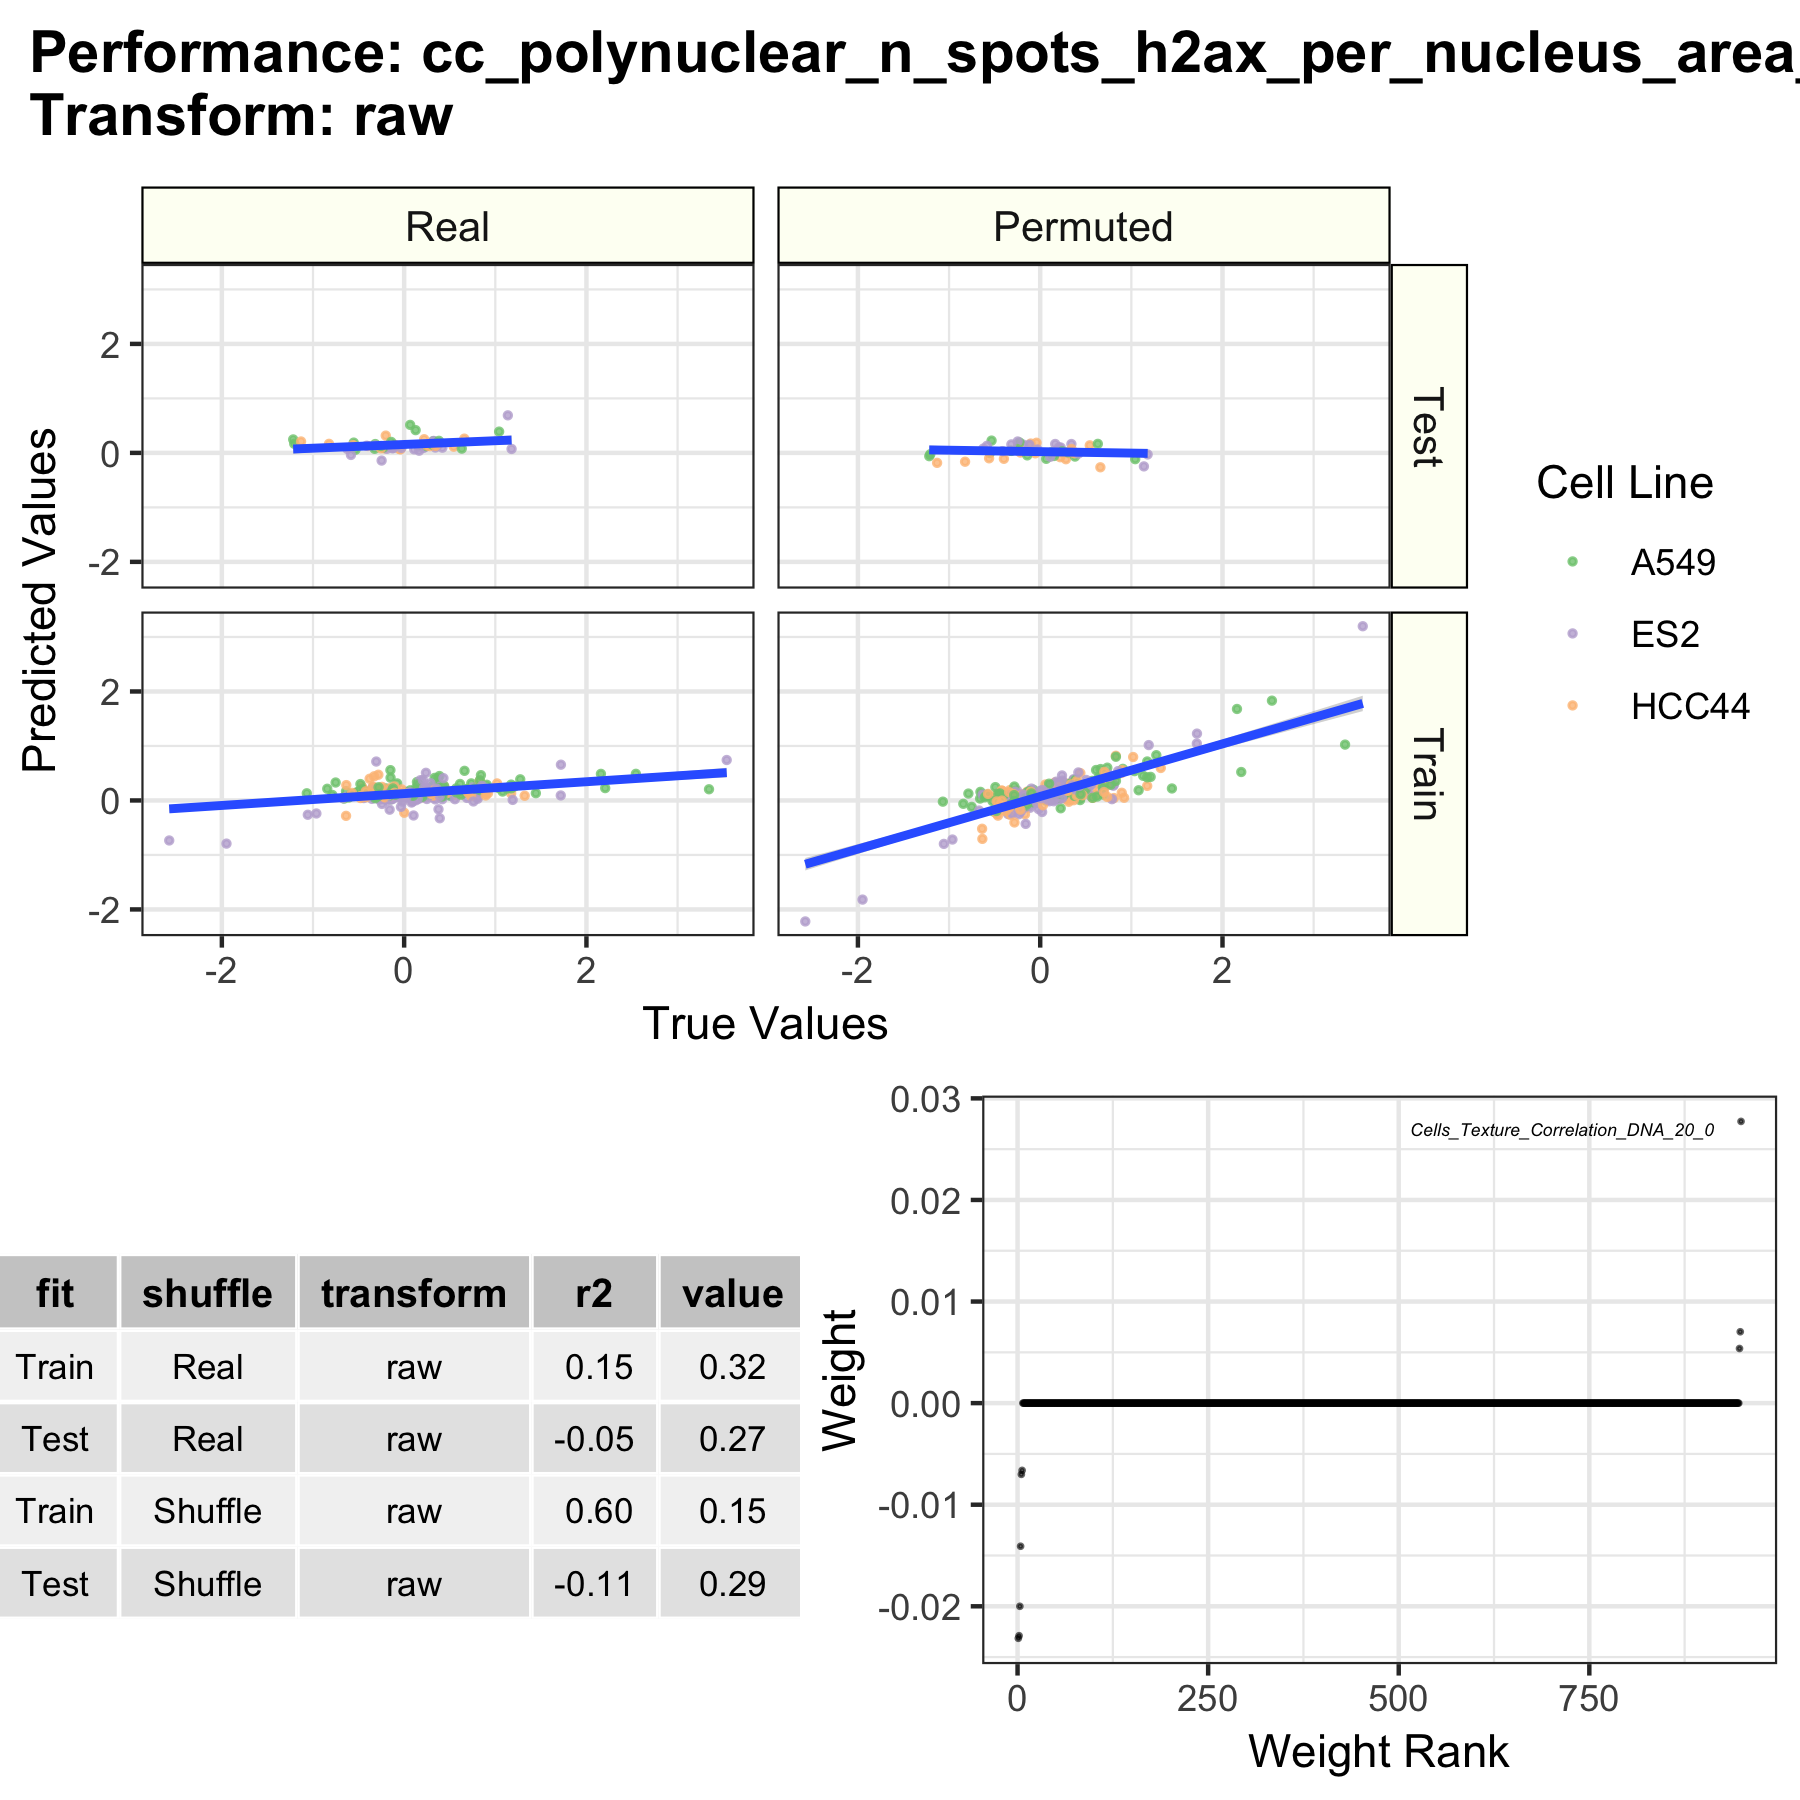 Performance: cc_polynuclear_n_spots_h2ax_per_nucleus_area_
Transform: raw
Real
Permuted
2
0
-2
Test
2
0
-2
Train
-2
0
2
-2
0
2
Predicted Values
True Values
Cell Line
A549
ES2
HCC44
fit shuffle transform r2 value
Train Real raw 0.15 0.32
Test Real raw -0.05 0.27
Train Shuffle raw 0.60 0.15
Test Shuffle raw -0.11 0.29
Weight
0.03
0.02
0.01
0.00
-0.01
-0.02
Cells_Texture_Correlation_DNA_20_0
0
250
500
750
Weight Rank